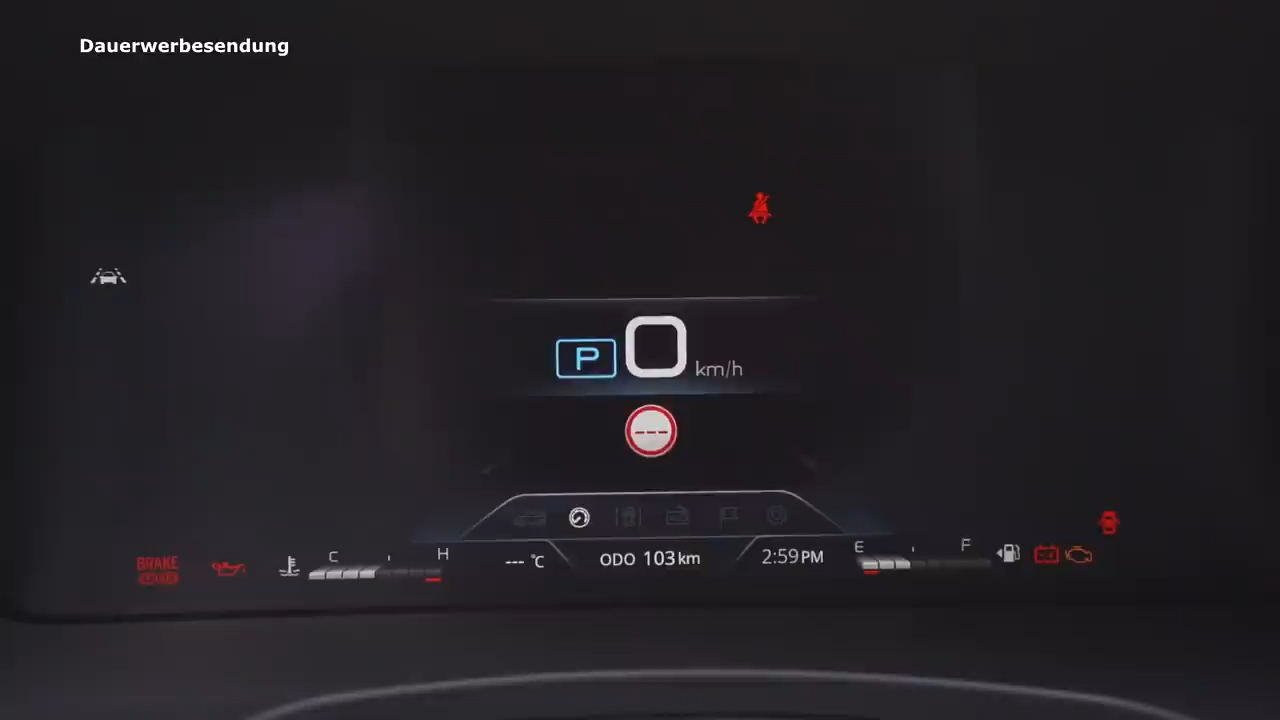 Dauerwerbesendung
P 0 km/h
---
BRAKE
C H
--- °C
ODO 103 km
2:59 PM
E F